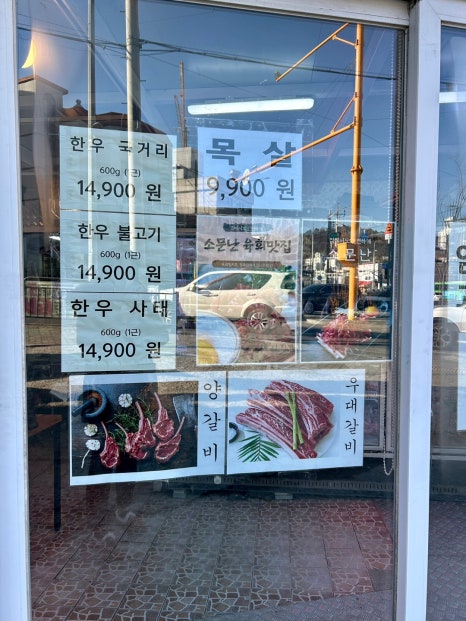 한우 국거리
600g (1근)
14,900 원
한우 불고기
600g (1근)
14,900 원
한우 사태
600g (1근)
14,900 원
목살
9,900 원
소문난 육회맛집
양갈비
우대갈비